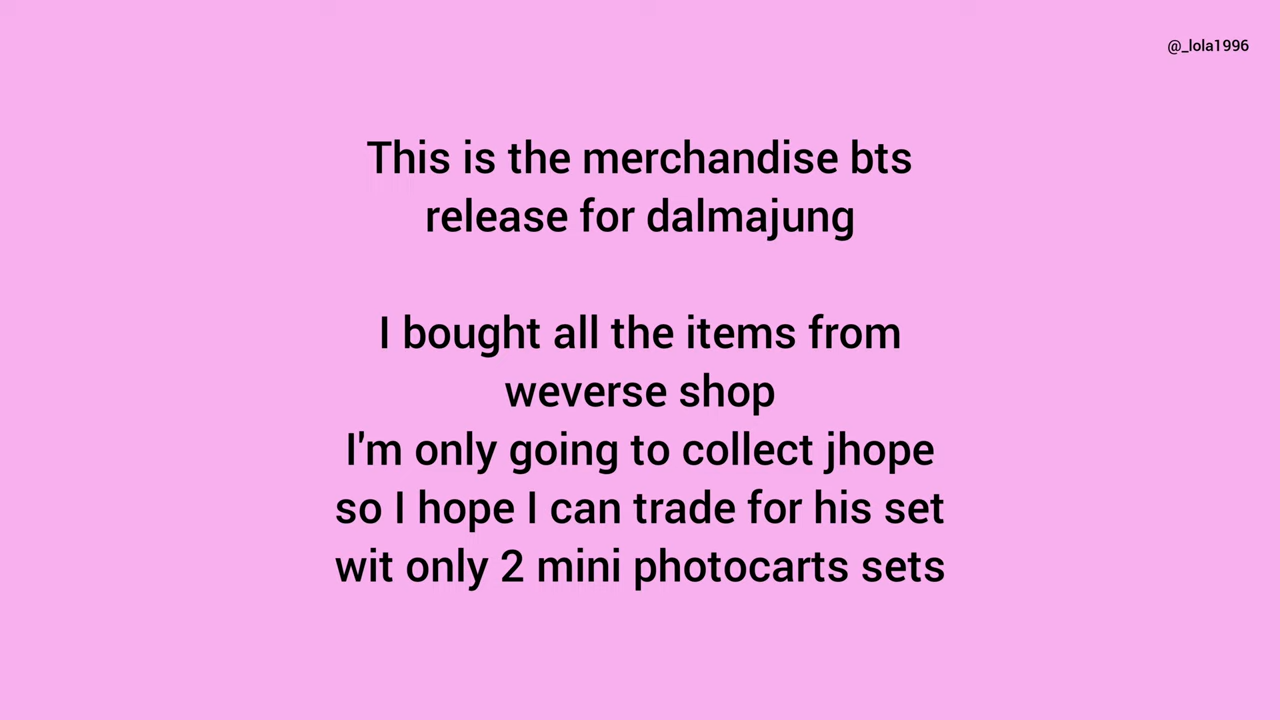 @_lola1996
This is the merchandise bts
release for dalmajung
I bought all the items from
weverse shop
I'm only going to collect jhope
so I hope I can trade for his set
wit only 2 mini photocarts sets